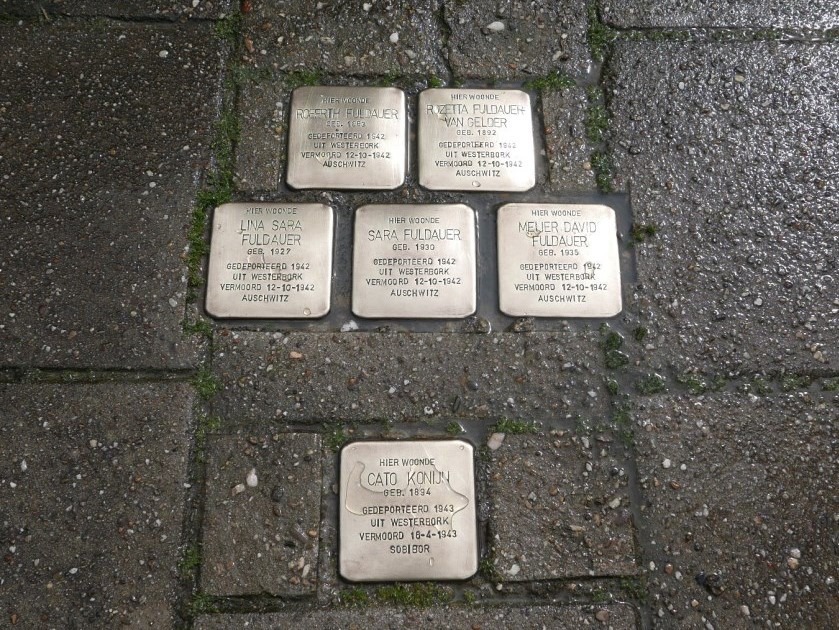 HIER WOONDE
ROBERTH FULDAUER
GEB. 1883
GEDEPORTEERD 1942
UIT WESTERBORK
VERMOORD 12-10-1942
AUSCHWITZ
HIER WOONDE
ROZETTA FULDAUER
VAN GELDER
GEB. 1892
GEDEPORTEERD 1942
UIT WESTERBORK
VERMOORD 12-10-1942
AUSCHWITZ
HIER WOONDE
LINA SARA
FULDAUER
GEB. 1927
GEDEPORTEERD 1942
UIT WESTERBORK
VERMOORD 12-10-1942
AUSCHWITZ
HIER WOONDE
SARA FULDAUER
GEB. 1930
GEDEPORTEERD 1942
UIT WESTERBORK
VERMOORD 12-10-1942
AUSCHWITZ
HIER WOONDE
MEIJER DAVID
FULDAUER
GEB. 1935
GEDEPORTEERD 1942
UIT WESTERBORK
VERMOORD 12-10-1942
AUSCHWITZ
HIER WOONDE
CATO KONIJN
GEB. 1894
GEDEPORTEERD 1943
UIT WESTERBORK
VERMOORD 16-4-1943
SOBIBOR